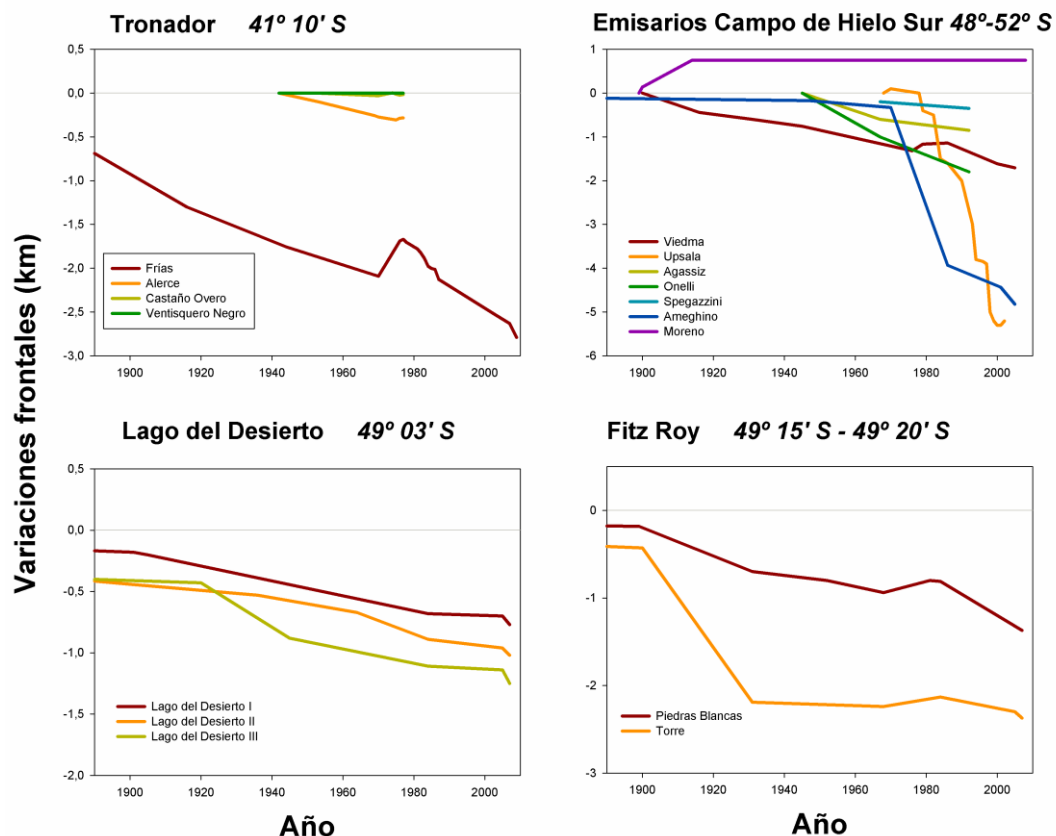 Tronador 41º 10' S
0,5
0,0
-0,5
-1,0
-1,5
-2,0
-2,5
-3,0
Frías
Alerce
Castaño Overo
Ventisquero Negro
1900 1920 1940 1960 1980 2000
Emisarios Campo de Hielo Sur 48º-52º S
1
0
-1
-2
-3
-4
-5
-6
Viedma
Upsala
Agassiz
Onelli
Spegazzini
Ameghino
Moreno
1900 1920 1940 1960 1980 2000
Variaciones frontales (km)
Lago del Desierto 49º 03' S
0,5
0,0
-0,5
-1,0
-1,5
-2,0
Lago del Desierto I
Lago del Desierto II
Lago del Desierto III
1900 1920 1940 1960 1980 2000
Año
Fitz Roy 49º 15' S - 49º 20' S
0
-1
-2
-3
Piedras Blancas
Torre
1900 1920 1940 1960 1980 2000
Año